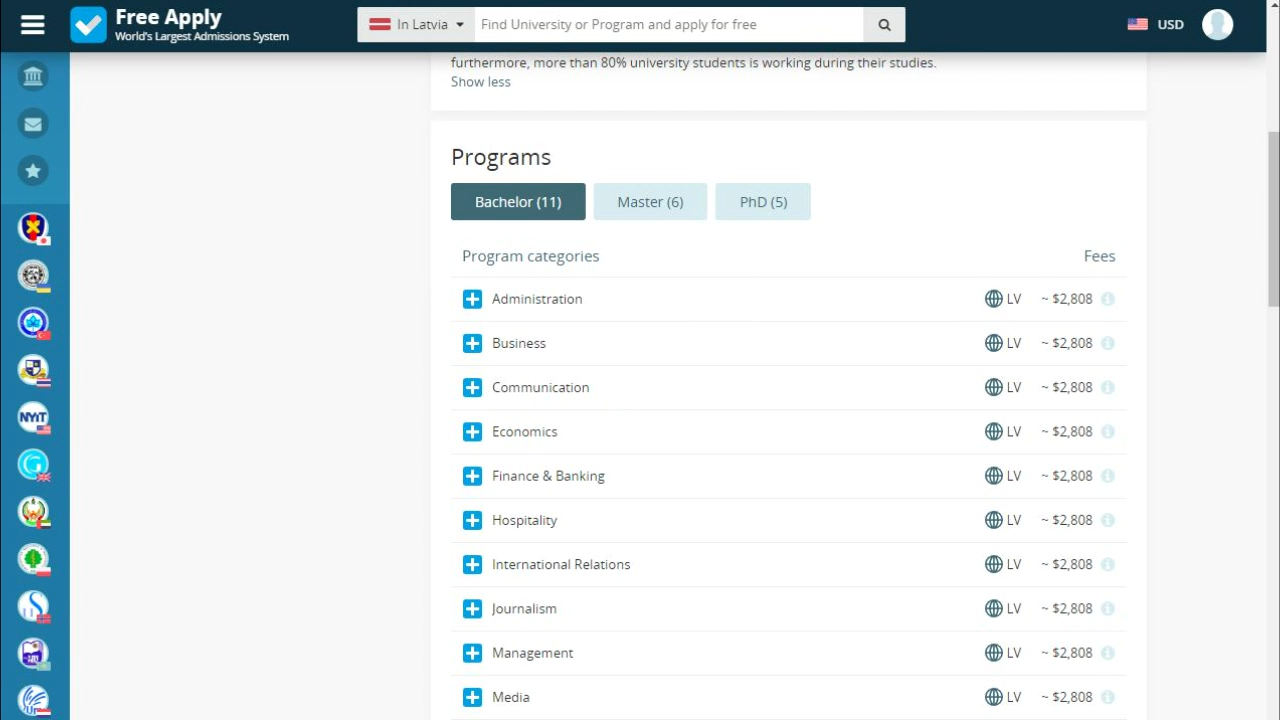 Free Apply
World's Largest Admissions System
In Latvia
Find University or Program and apply for free
USD
furthermore, more than 80% university students is working during their studies.
Show less
Programs
Bachelor (11) Master (6) PhD (5)
Program categories Fees
Administration LV ~ $2,808
Business LV ~ $2,808
Communication LV ~ $2,808
Economics LV ~ $2,808
Finance & Banking LV ~ $2,808
Hospitality LV ~ $2,808
International Relations LV ~ $2,808
Journalism LV ~ $2,808
Management LV ~ $2,808
Media LV ~ $2,808
NYIT